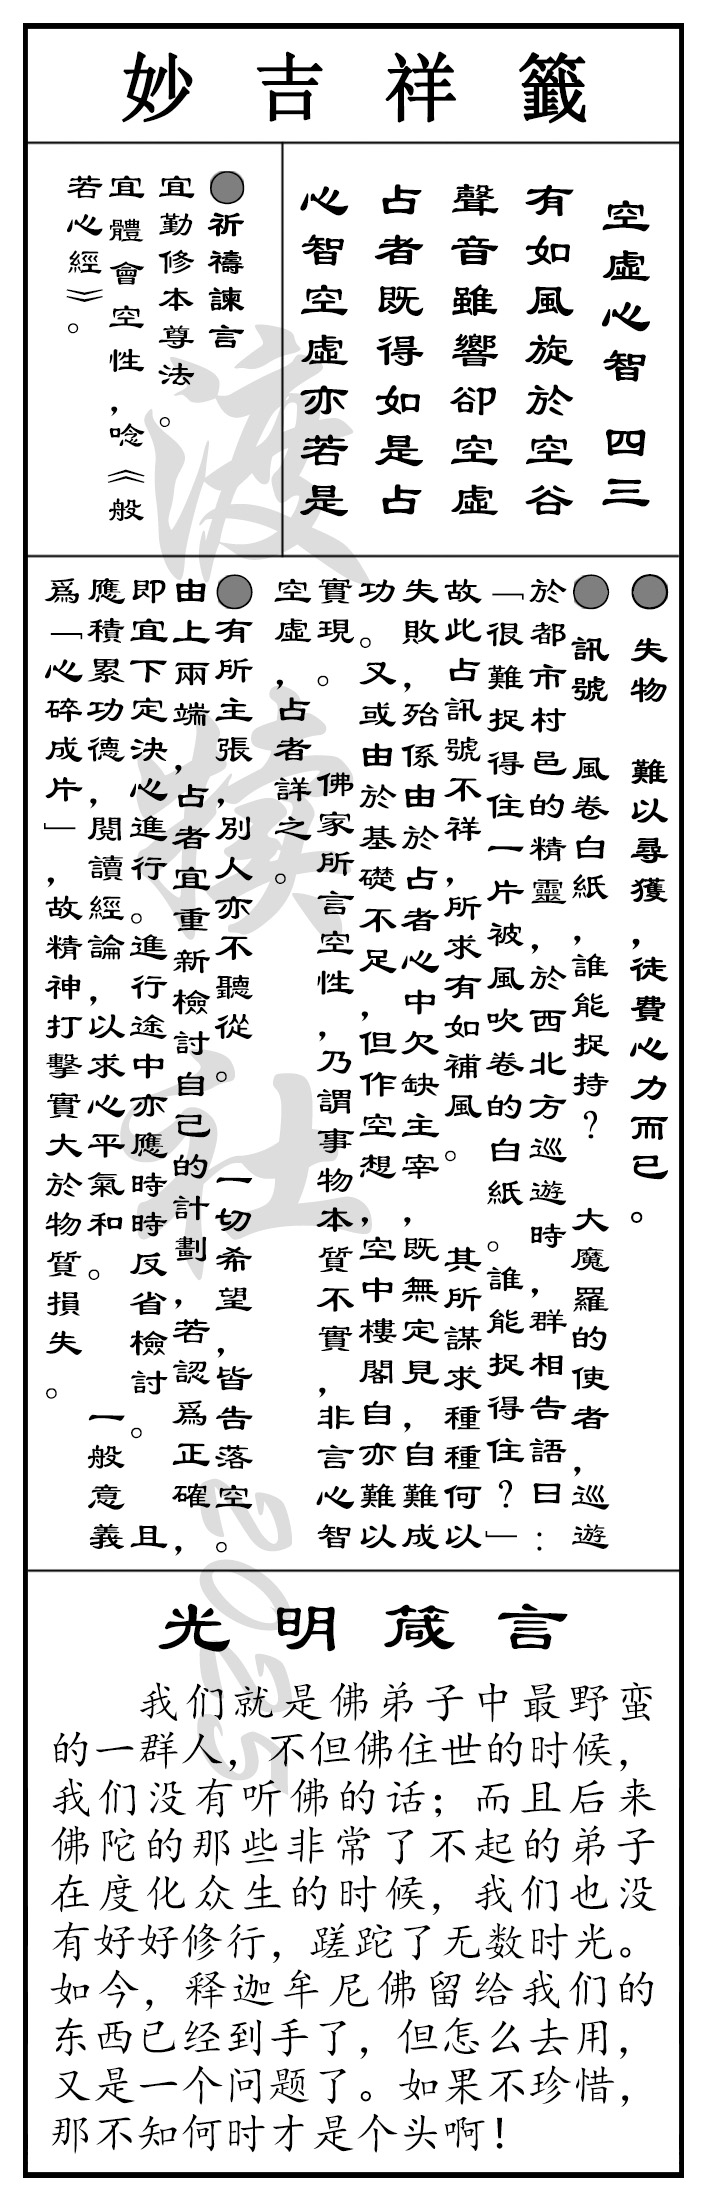 妙吉祥籤
空虛心智 四三
有如風旋於空谷
聲音雖響卻空虛
占者既得如是占
心智空虛亦若是
●祈禱諫言
宜勤修本尊法。
宜體會空性，唸《般
若心經》。
● 失物 難以尋獲，徒費心力而已。
● 訊號 風卷白紙，誰能捉持？ 大魔羅的使者，巡遊
於都市村邑的精靈，於西北方巡遊時，群相告語曰：
「很難捉得住一片被風吹卷的白紙。誰能捉得住？」
故此占訊號不祥，所求有如補風。 其所謀求種種何以
失敗，殆係由於占者心中欠缺主宰，既無定見，自難成
功。又或由於基礎不足，但作空想，空中樓閣自亦難以
實現。 佛家所言空性，乃謂事物本質不實，非言心智
空虛，占者詳之。
●有所主張，別人亦不聽從。 一切希望，皆告落空。
由上兩端，占者宜重新檢討自己的計劃，若認爲正確，
即宜下定決心進行。進行途中亦應時時反省檢討。 且
應積累功德，閱讀經論，以求心平氣和。 一般意義
爲「心碎成片」，故精神打擊實大於物質損失。
光明箴言
我们就是佛弟子中最野蛮
的一群人，不但佛住世的时候，
我们没有听佛的话；而且后来
佛陀的那些非常了不起的弟子
在度化众生的时候，我们也没
有好好修行，蹉跎了无数时光。
如今，释迦牟尼佛留给我们的
东西已经到手了，但怎么去用，
又是一个问题了。如果不珍惜，
那不知何时才是个头啊！
2025